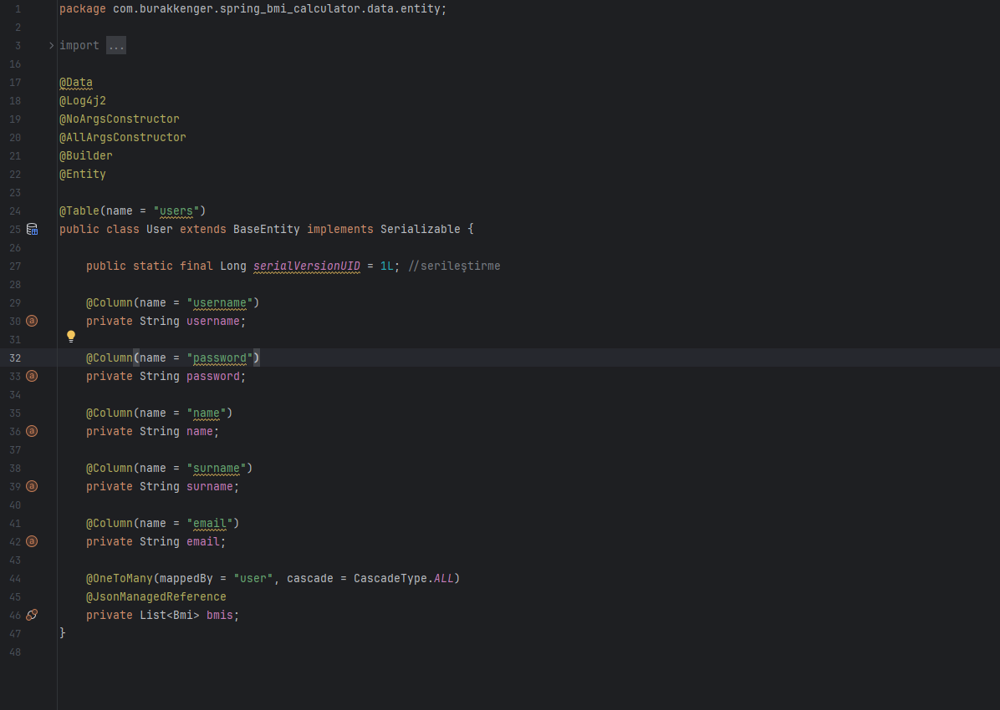 1 package com.burakkenger.spring_bmi_calculator.data.entity;
2
3 import ...
16
17 @Data
18 @Log4j2
19 @NoArgsConstructor
20 @AllArgsConstructor
21 @Builder
22 @Entity
23
24 @Table(name = "users")
25 public class User extends BaseEntity implements Serializable {
26
27 public static final Long serialVersionUID = 1L; //serileştirme
28
29 @Column(name = "username")
30 private String username;
31
32 @Column(name = "password")
33 private String password;
34
35 @Column(name = "name")
36 private String name;
37
38 @Column(name = "surname")
39 private String surname;
40
41 @Column(name = "email")
42 private String email;
43
44 @OneToMany(mappedBy = "user", cascade = CascadeType.ALL)
45 @JsonManagedReference
46 private List<Bmi> bmis;
47 }
48